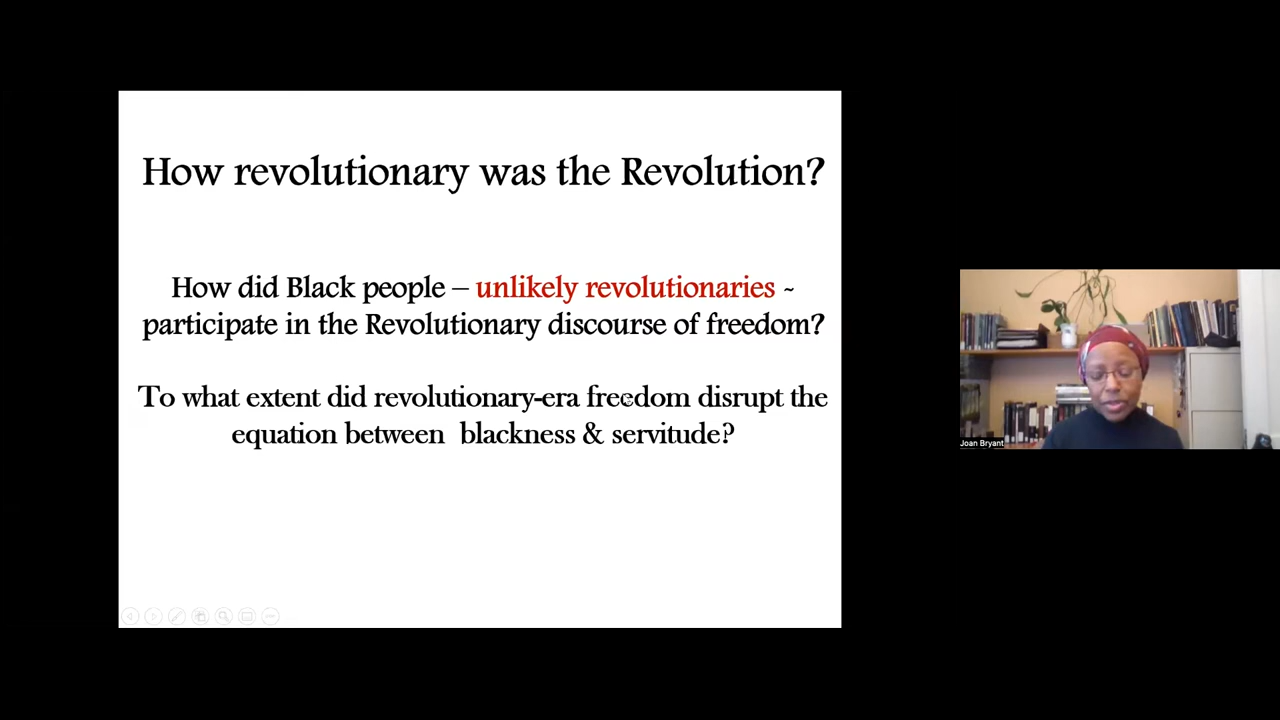 How revolutionary was the Revolution?
How did Black people – unlikely revolutionaries ~
participate in the Revolutionary discourse of freedom?
To what extent did revolutionary-era freedom disrupt the
equation between  blackness & servitude?
Joan Bryant